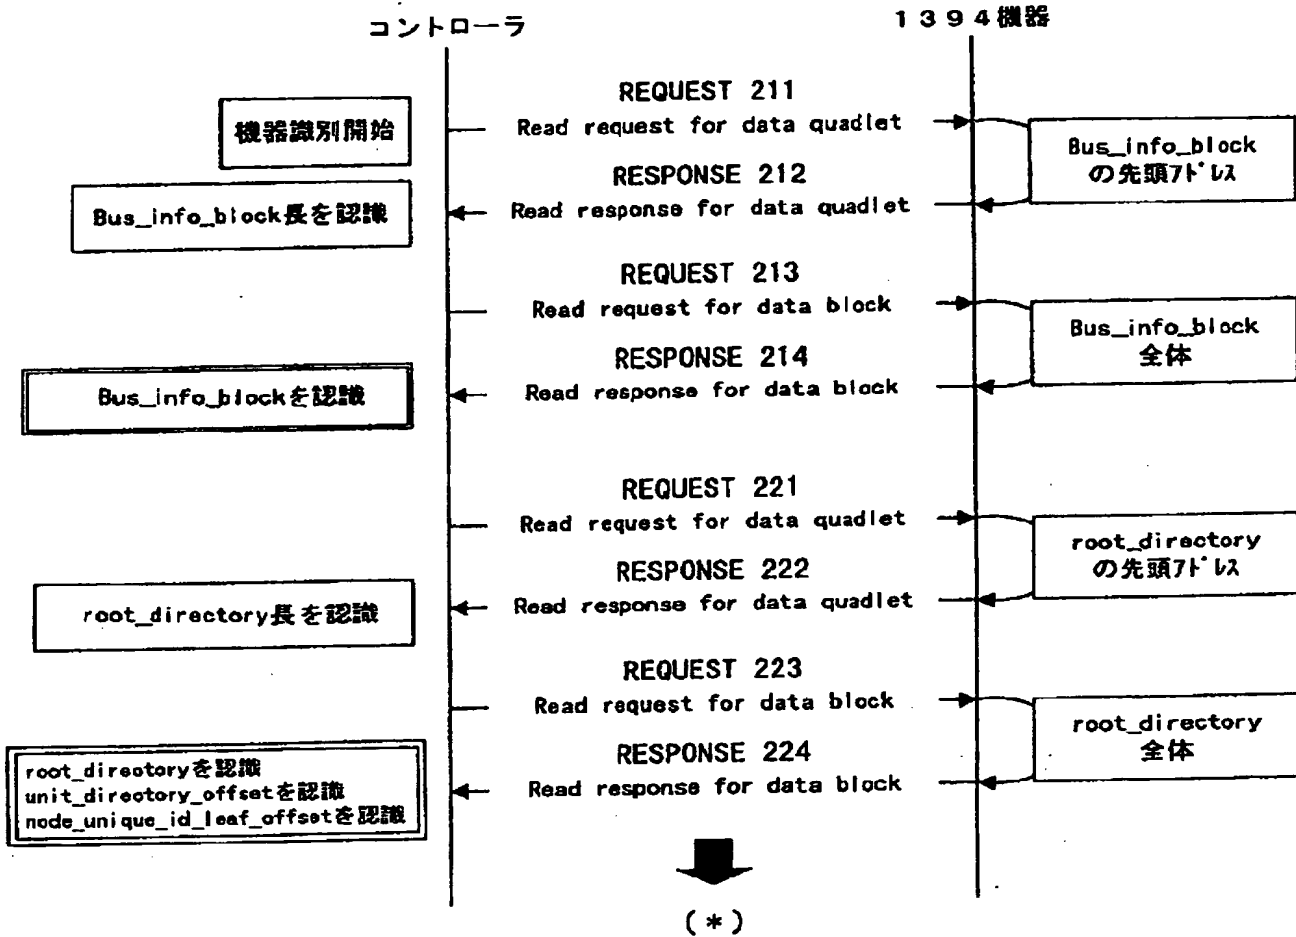 コントローラ
1394機器
REQUEST 211
機器識別開始
Read request for data quadlet
Bus_info_block
の先頭アドレス
RESPONSE 212
Bus_info_block長を認識
Read response for data quadlet
REQUEST 213
Read request for data block
Bus_info_block
全体
RESPONSE 214
Bus_info_blockを認識
Read response for data block
REQUEST 221
Read request for data quadlet
root_directory
の先頭アドレス
RESPONSE 222
root_directory長を認識
Read response for data quadlet
REQUEST 223
Read request for data block
root_directory
全体
RESPONSE 224
root_directoryを認識
unit_directory_offsetを認識
node_unique_id_leaf_offsetを認識
Read response for data block
(*)